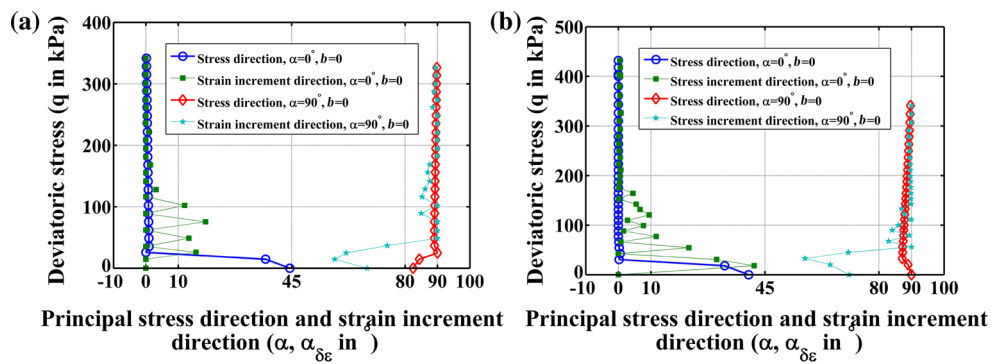 (a)
400
300
200
100
0
Deviatoric stress (q in kPa)
Stress direction, α=0°, b=0
Strain increment direction, α=0°, b=0
Stress direction, α=90°, b=0
Strain increment direction, α=90°, b=0
-10 0 10 45 80 90 100
Principal stress direction and strain increment
direction (α, α_δε in °)
(b)
500
400
300
200
100
0
Deviatoric stress (q in kPa)
Stress direction, α=0°, b=0
Stress increment direction, α=0°, b=0
Stress direction, α=90°, b=0
Stress increment direction, α=90°, b=0
-10 0 10 45 80 90 100
Principal stress direction and strain increment
direction (α, α_δε in °)